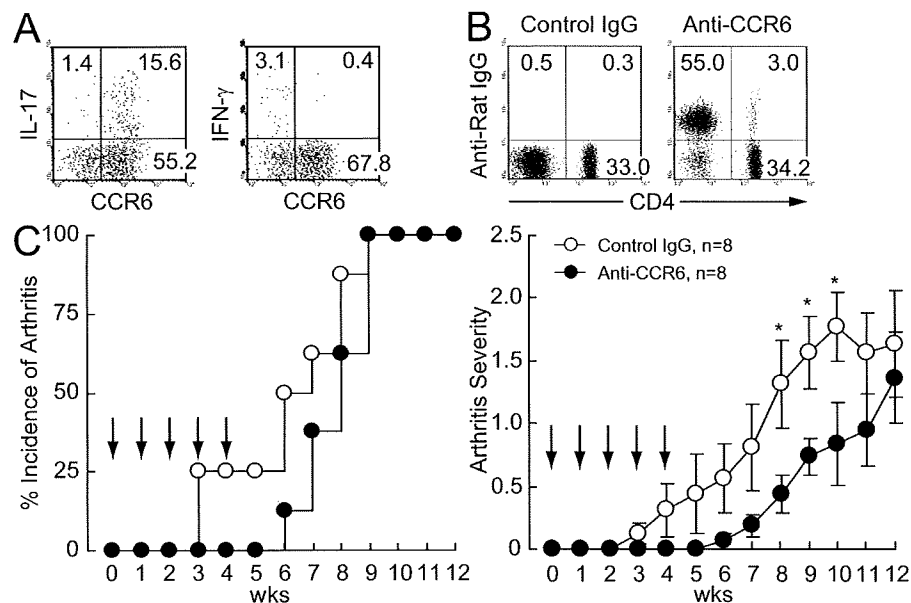 A
1.4 15.6
55.2
IL-17
CCR6
3.1 0.4
67.8
IFN-γ
CCR6
B
Control IgG Anti-CCR6
0.5 0.3
33.0
55.0 3.0
34.2
Anti-Rat IgG
CD4
C
% Incidence of Arthritis
100
75
50
25
0
0 1 2 3 4 5 6 7 8 9 10 11 12
wks
Arthritis Severity
2.5
2.0
1.5
1.0
0.5
0
Control IgG, n=8
Anti-CCR6, n=8
* * *
0 1 2 3 4 5 6 7 8 9 10 11 12
wks